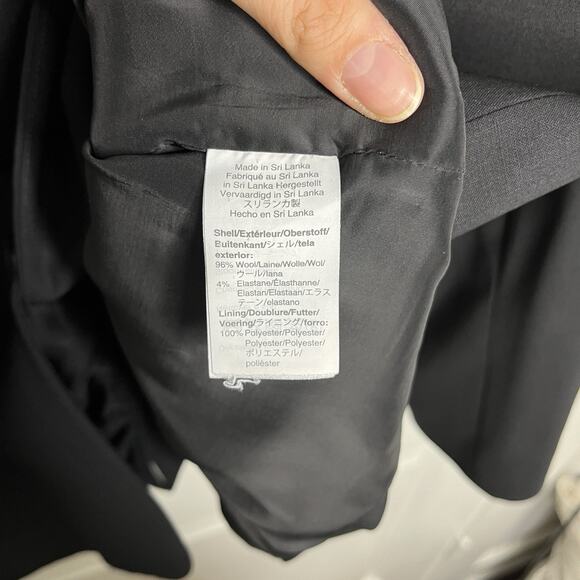 Made in Sri Lanka
Fabriqué au Sri Lanka
in Sri Lanka Hergestellt
Vervaardigd in Sri Lanka
スリランカ製
Hecho en Sri Lanka
Shell/Extérieur/Oberstoff/
Buitenkant/シェル/tela
exterior:
96% Wool/Laine/Wolle/Wol/
ウール/lana
4% Elastane/Élasthanne/
Elastan/Elastaan/エラス
テーン/elastano
Lining/Doublure/Futter/
Voering/ライニング/forro:
100% Polyester/Polyester/
Polyester/Polyester/
ポリエステル/
poliéster